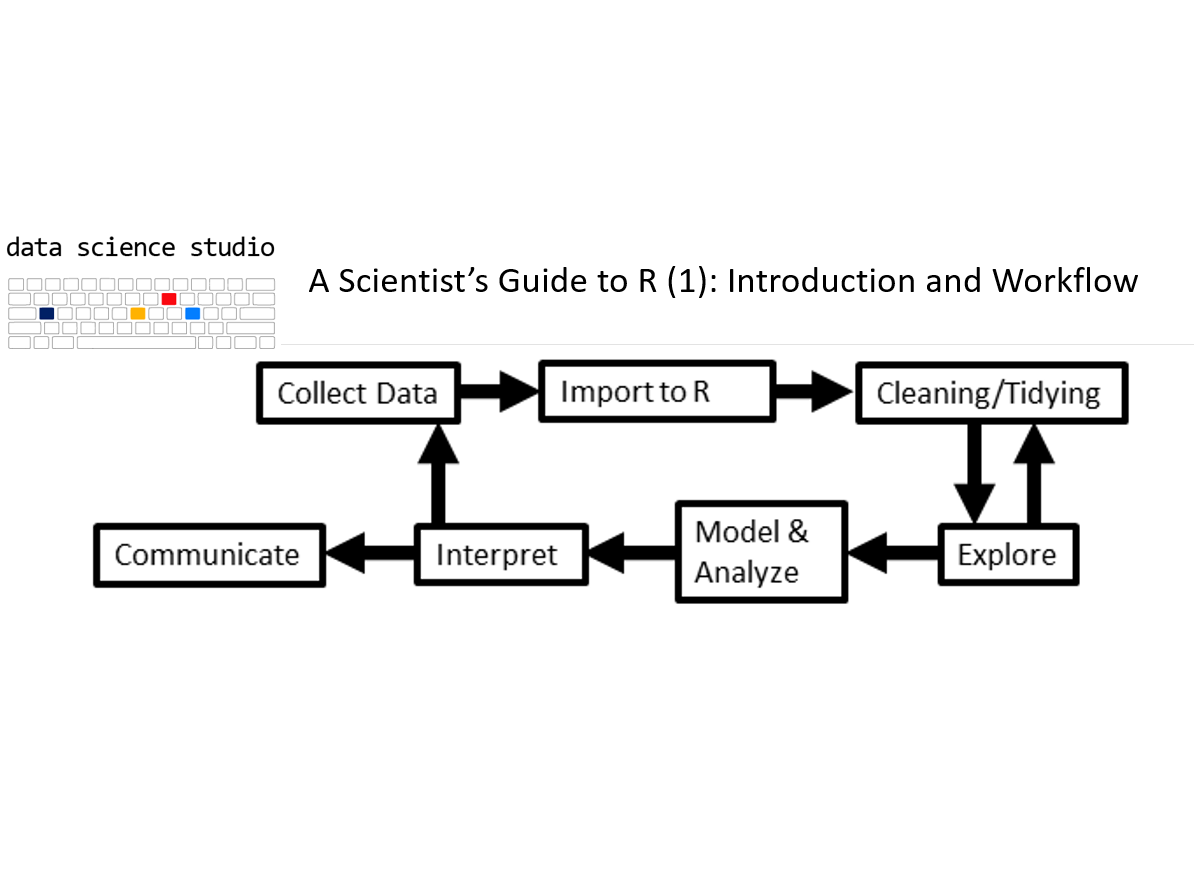 data science studio
A Scientist’s Guide to R (1): Introduction and Workflow
Collect Data
Import to R
Cleaning/Tidying
Communicate
Interpret
Model &
Analyze
Explore